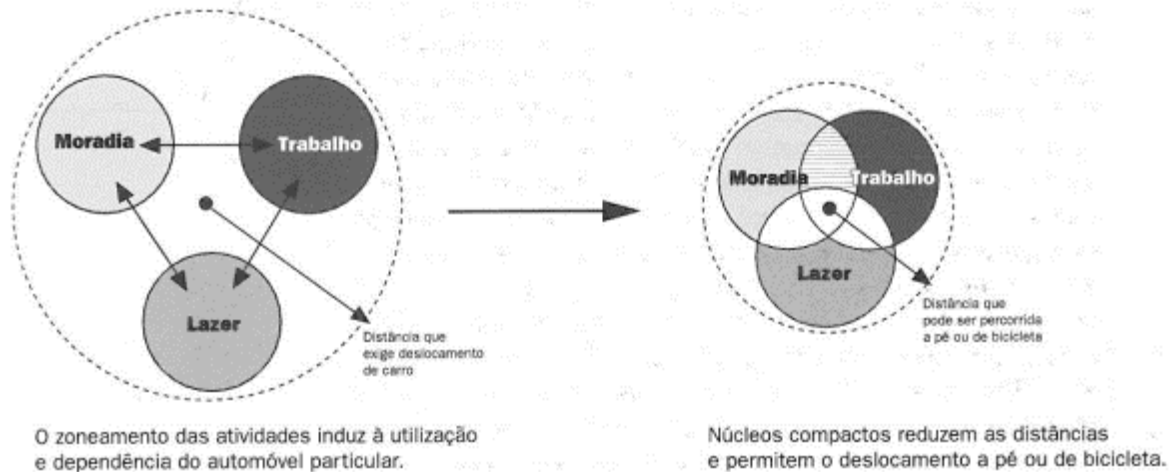 Moradia
Trabalho
Lazer
Distância que
exige deslocamento
de carro
O zoneamento das atividades induz à utilização
e dependência do automóvel particular.
Moradia
Trabalho
Lazer
Distância que
pode ser percorrida
a pé ou de bicicleta
Núcleos compactos reduzem as distâncias
e permitem o deslocamento a pé ou de bicicleta.